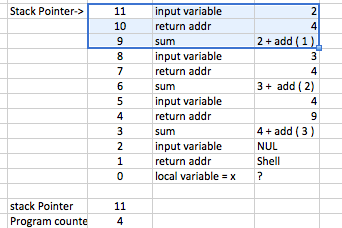 Stack Pointer-> 11 input variable 2
10 return addr 4
9 sum 2 + add ( 1 )
8 input variable 3
7 return addr 4
6 sum 3 + add ( 2)
5 input variable 4
4 return addr 9
3 sum 4 + add ( 3 )
2 input variable NUL
1 return addr Shell
0 local variable = x ?
stack Pointer 11
Program counte 4